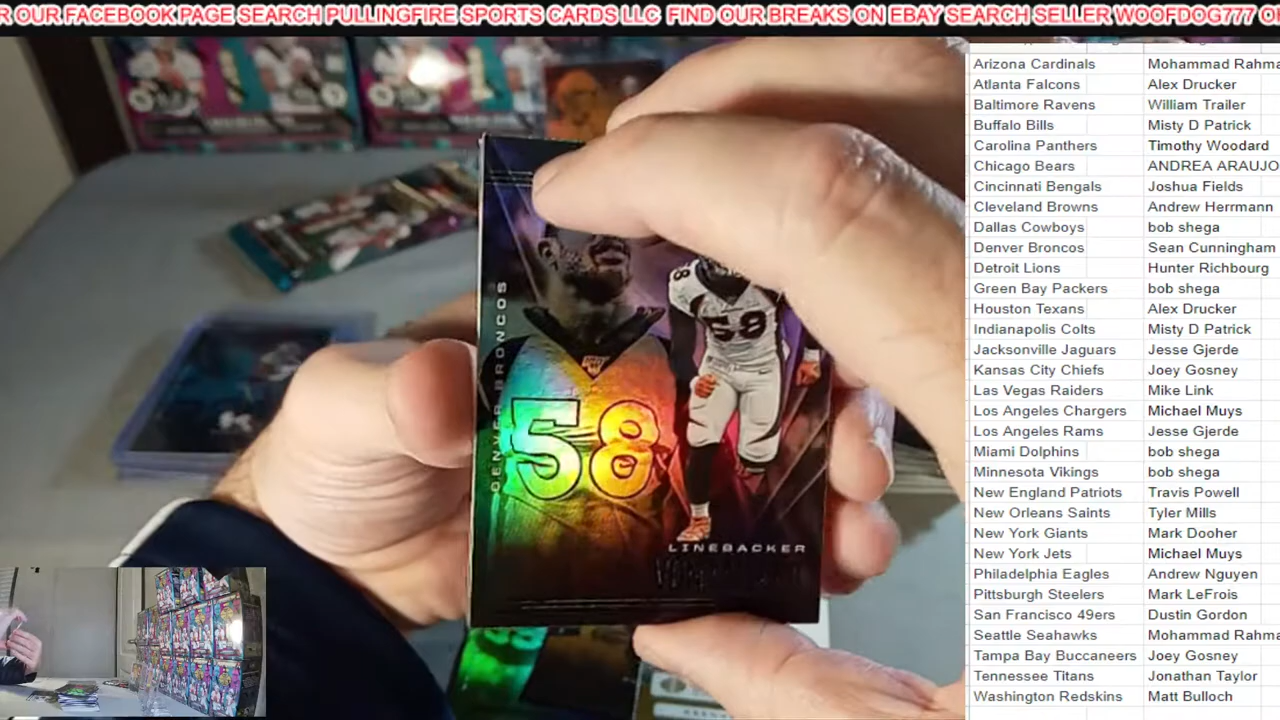 R OUR FACEBOOK PAGE SEARCH PULLINGFIRE SPORTS CARDS LLC FIND OUR BREAKS ON EBAY SEARCH SELLER WOOFDOG777
Arizona Cardinals Mohammad Rahma
Atlanta Falcons Alex Drucker
Baltimore Ravens William Trailer
Buffalo Bills Misty D Patrick
Carolina Panthers Timothy Woodard
Chicago Bears ANDREA ARAUJO
Cincinnati Bengals Joshua Fields
Cleveland Browns Andrew Herrmann
Dallas Cowboys bob shega
Denver Broncos Sean Cunningham
Detroit Lions Hunter Richbourg
Green Bay Packers bob shega
Houston Texans Alex Drucker
Indianapolis Colts Misty D Patrick
Jacksonville Jaguars Jesse Gjerde
Kansas City Chiefs Joey Gosney
Las Vegas Raiders Mike Link
Los Angeles Chargers Michael Muys
Los Angeles Rams Jesse Gjerde
Miami Dolphins bob shega
Minnesota Vikings bob shega
New England Patriots Travis Powell
New Orleans Saints Tyler Mills
New York Giants Mark Dooher
New York Jets Michael Muys
Philadelphia Eagles Andrew Nguyen
Pittsburgh Steelers Mark LeFrois
San Francisco 49ers Dustin Gordon
Seattle Seahawks Mohammad Rahma
Tampa Bay Buccaneers Joey Gosney
Tennessee Titans Jonathan Taylor
Washington Redskins Matt Bulloch
DENVER BRONCOS
58
58
LINEBACKER